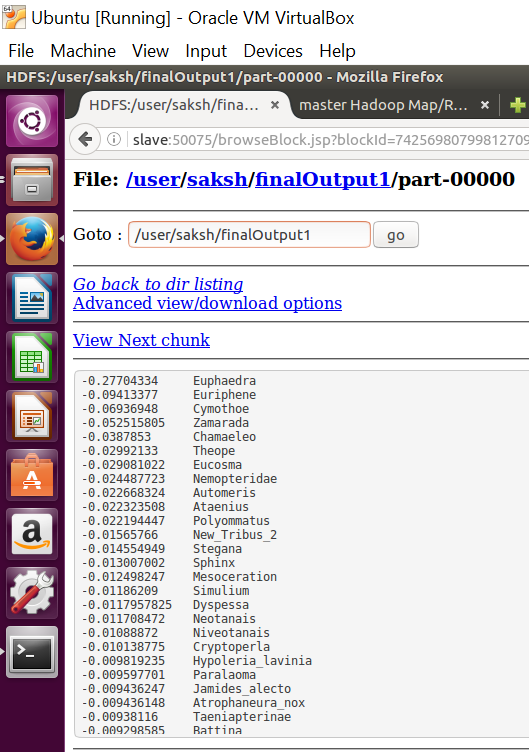 Ubuntu [Running] - Oracle VM VirtualBox
File Machine View Input Devices Help
HDFS:/user/saksh/finalOutput1/part-00000 - Mozilla Firefox
HDFS:/user/saksh/fina... × master Hadoop Map/R... ×
slave:50075/browseBlock.jsp?blockId=74256980799812709
File: /user/saksh/finalOutput1/part-00000
Goto : /user/saksh/finalOutput1 go
Go back to dir listing
Advanced view/download options
View Next chunk
-0.27704334 Euphaedra
-0.09413377 Euriphene
-0.06936948 Cymothoe
-0.052515805 Zamarada
-0.0387853 Chamaeleo
-0.02992133 Theope
-0.029081022 Eucosma
-0.024487723 Nemopteridae
-0.022668324 Automeris
-0.022323508 Ataenius
-0.022194447 Polyommatus
-0.01565766 New_Tribus_2
-0.014554949 Stegana
-0.013007002 Sphinx
-0.012498247 Mesoceration
-0.01186209 Simulium
-0.0117957825 Dyspessa
-0.011708472 Neotanais
-0.01088872 Niveotanais
-0.010138775 Cryptoperla
-0.009819235 Hypoleria_lavinia
-0.009597701 Paralaoma
-0.009436247 Jamides_alecto
-0.009436148 Atrophaneura_nox
-0.00938116 Taeniapterinae
-0.009298585 Battina